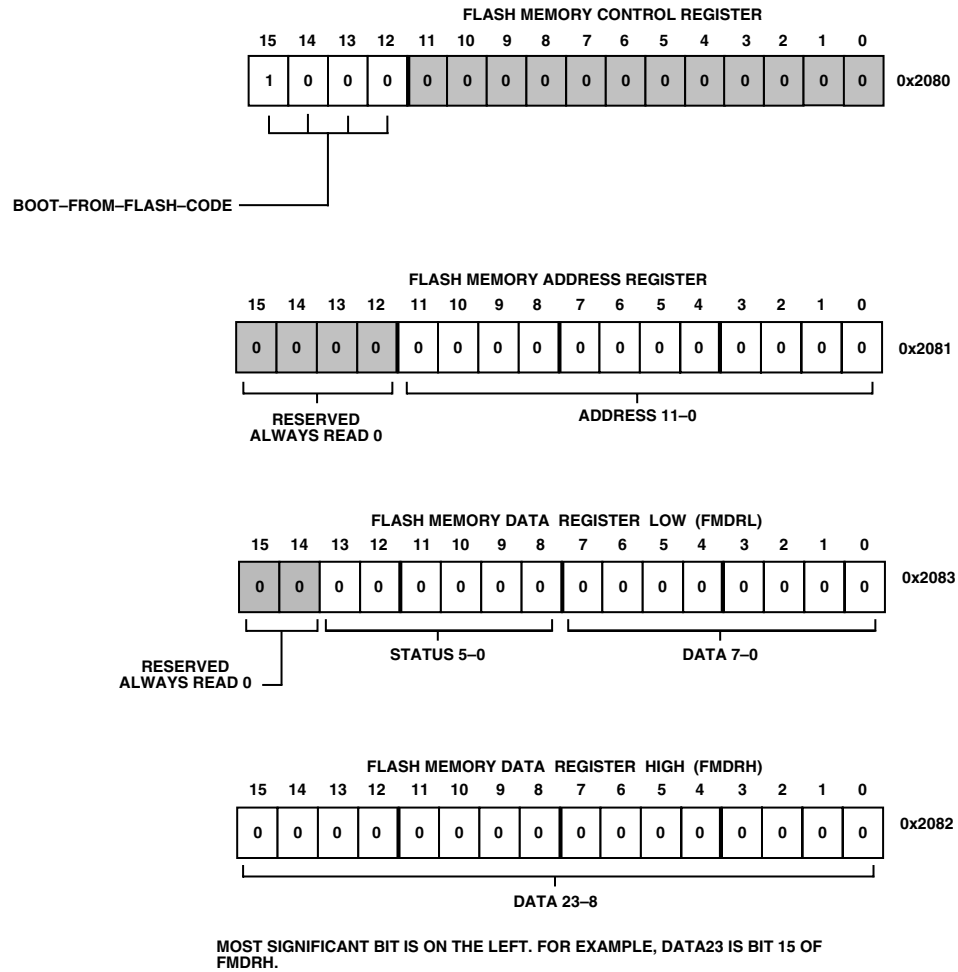 FLASH MEMORY CONTROL REGISTER
15 14 13 12 11 10 9 8 7 6 5 4 3 2 1 0
1 0 0 0 0 0 0 0 0 0 0 0 0 0 0 0 0x2080
BOOT–FROM–FLASH–CODE
FLASH MEMORY ADDRESS REGISTER
15 14 13 12 11 10 9 8 7 6 5 4 3 2 1 0
0 0 0 0 0 0 0 0 0 0 0 0 0 0 0 0 0x2081
RESERVED
ALWAYS READ 0
ADDRESS 11–0
FLASH MEMORY DATA REGISTER LOW (FMDRL)
15 14 13 12 11 10 9 8 7 6 5 4 3 2 1 0
0 0 0 0 0 0 0 0 0 0 0 0 0 0 0 0 0x2083
STATUS 5–0 DATA 7–0
RESERVED
ALWAYS READ 0
FLASH MEMORY DATA REGISTER HIGH (FMDRH)
15 14 13 12 11 10 9 8 7 6 5 4 3 2 1 0
0 0 0 0 0 0 0 0 0 0 0 0 0 0 0 0 0x2082
DATA 23–8
MOST SIGNIFICANT BIT IS ON THE LEFT. FOR EXAMPLE, DATA23 IS BIT 15 OF
FMDRH.